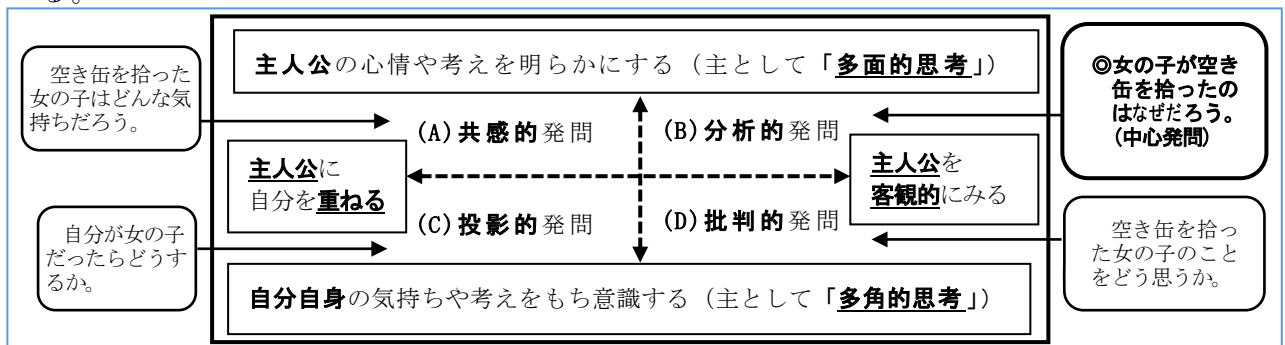 る。
主人公の心情や考えを明らかにする（主として「多面的思考」）
空き缶を拾った
女の子はどんな気
持ちだろう。
◎女の子が空き
缶を拾ったの
はなぜだろう。
（中心発問）
(A)共感的発問
(B)分析的発問
主人公に
自分を重ねる
主人公を
客観的にみる
(C)投影的発問
(D)批判的発問
自分が女の子
だったらどうす
るか。
空き缶を拾っ
た女の子のこと
をどう思うか。
自分自身の気持ちや考えをもち意識する（主として「多角的思考」）